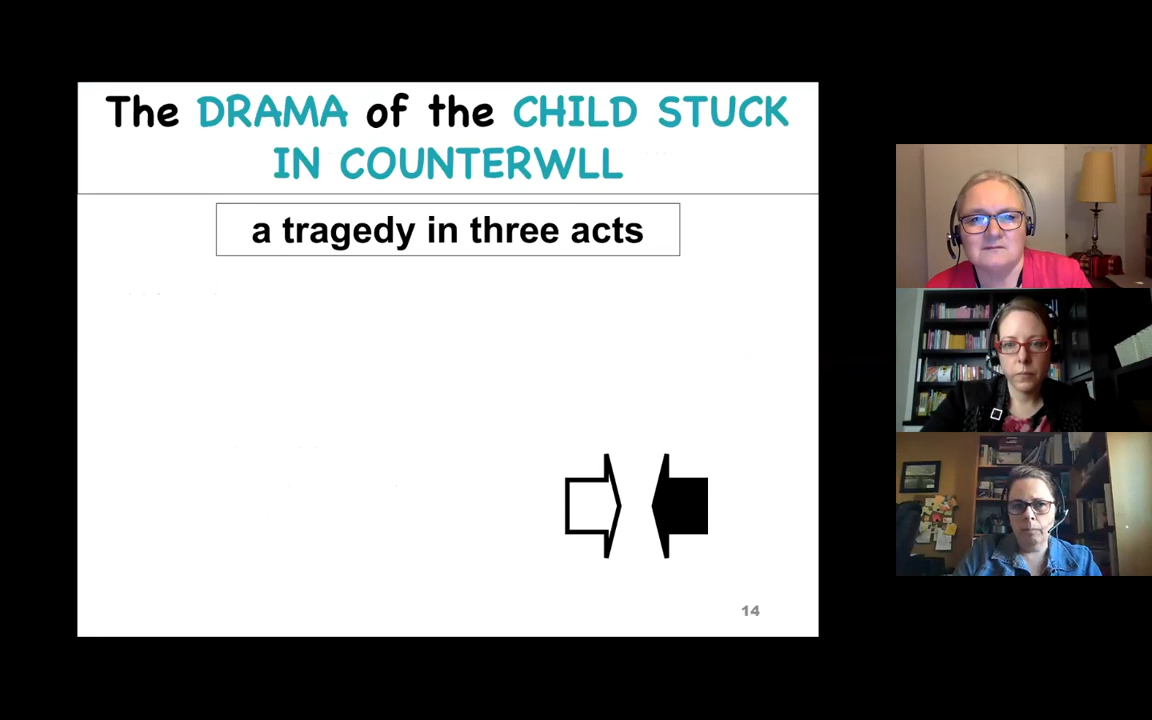 The DRAMA of the CHILD STUCK
IN COUNTERWLL
a tragedy in three acts
14